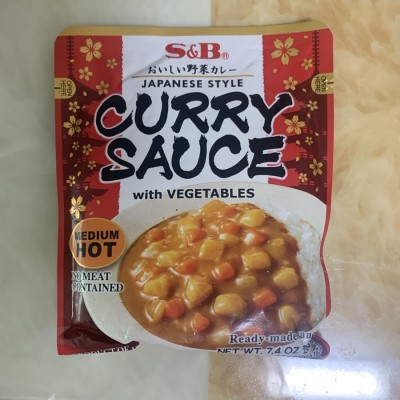 S&B®
おいしい野菜カレー
JAPANESE STYLE
CURRY
SAUCE
with VEGETABLES
MEDIUM
HOT
NO MEAT
CONTAINED
Ready-made an
NET WT. 7.4 OZ